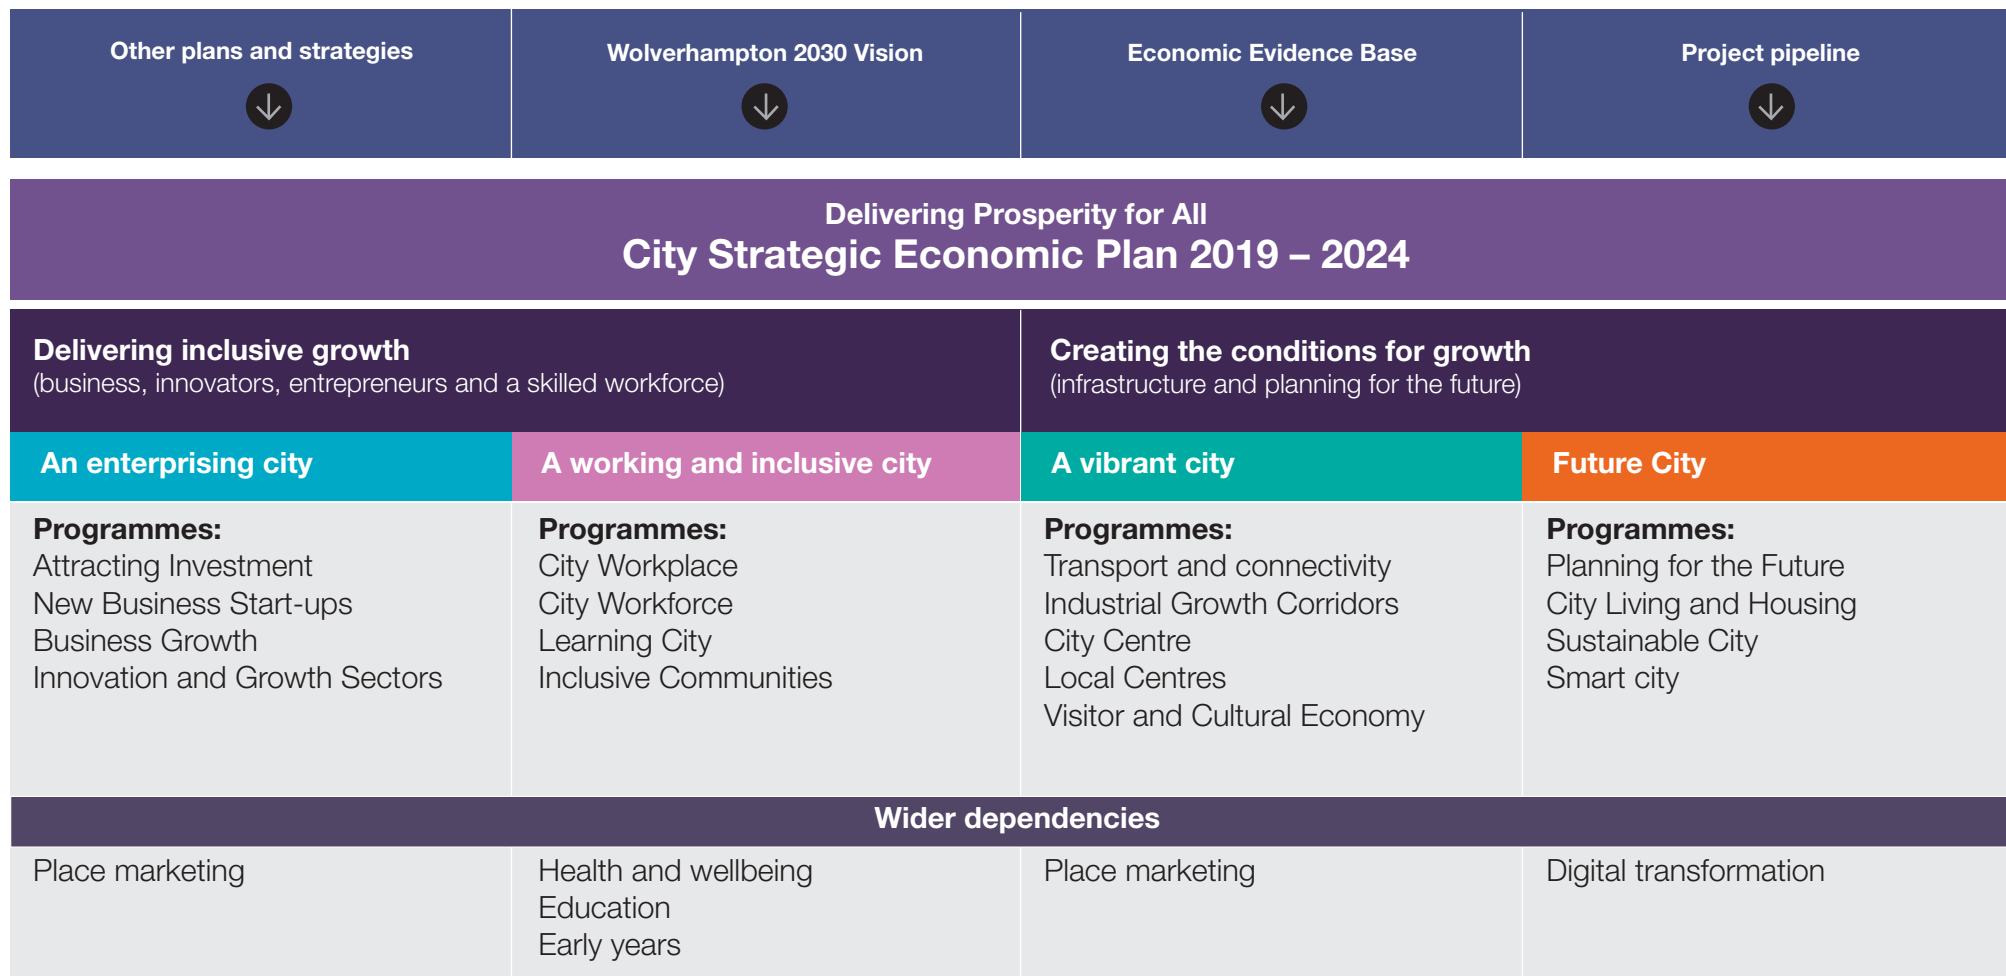 Other plans and strategies
Wolverhampton 2030 Vision
Economic Evidence Base
Project pipeline
Delivering Prosperity for All
City Strategic Economic Plan 2019 – 2024
Delivering inclusive growth
(business, innovators, entrepreneurs and a skilled workforce)
Creating the conditions for growth
(infrastructure and planning for the future)
An enterprising city
A working and inclusive city
A vibrant city
Future City
Programmes:
Attracting Investment
New Business Start-ups
Business Growth
Innovation and Growth Sectors
Programmes:
City Workplace
City Workforce
Learning City
Inclusive Communities
Programmes:
Transport and connectivity
Industrial Growth Corridors
City Centre
Local Centres
Visitor and Cultural Economy
Programmes:
Planning for the Future
City Living and Housing
Sustainable City
Smart city
Wider dependencies
Place marketing
Health and wellbeing
Education
Early years
Place marketing
Digital transformation